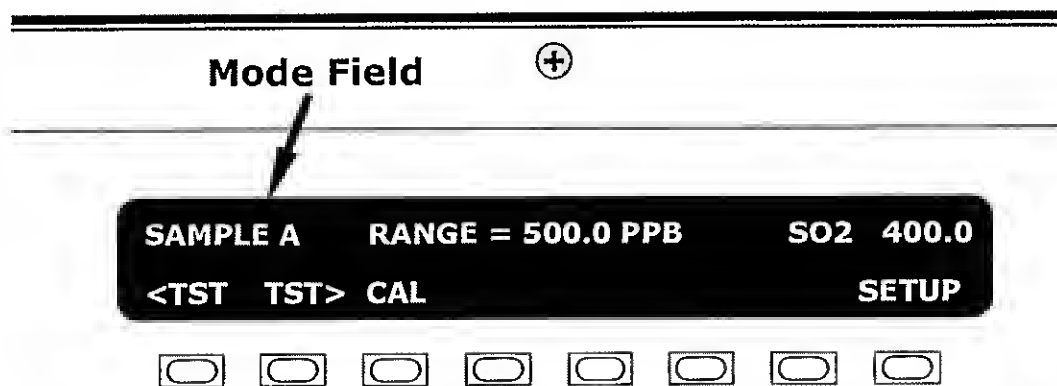 Mode Field
SAMPLE A RANGE = 500.0 PPB SO2 400.0
<TST TST> CAL SETUP